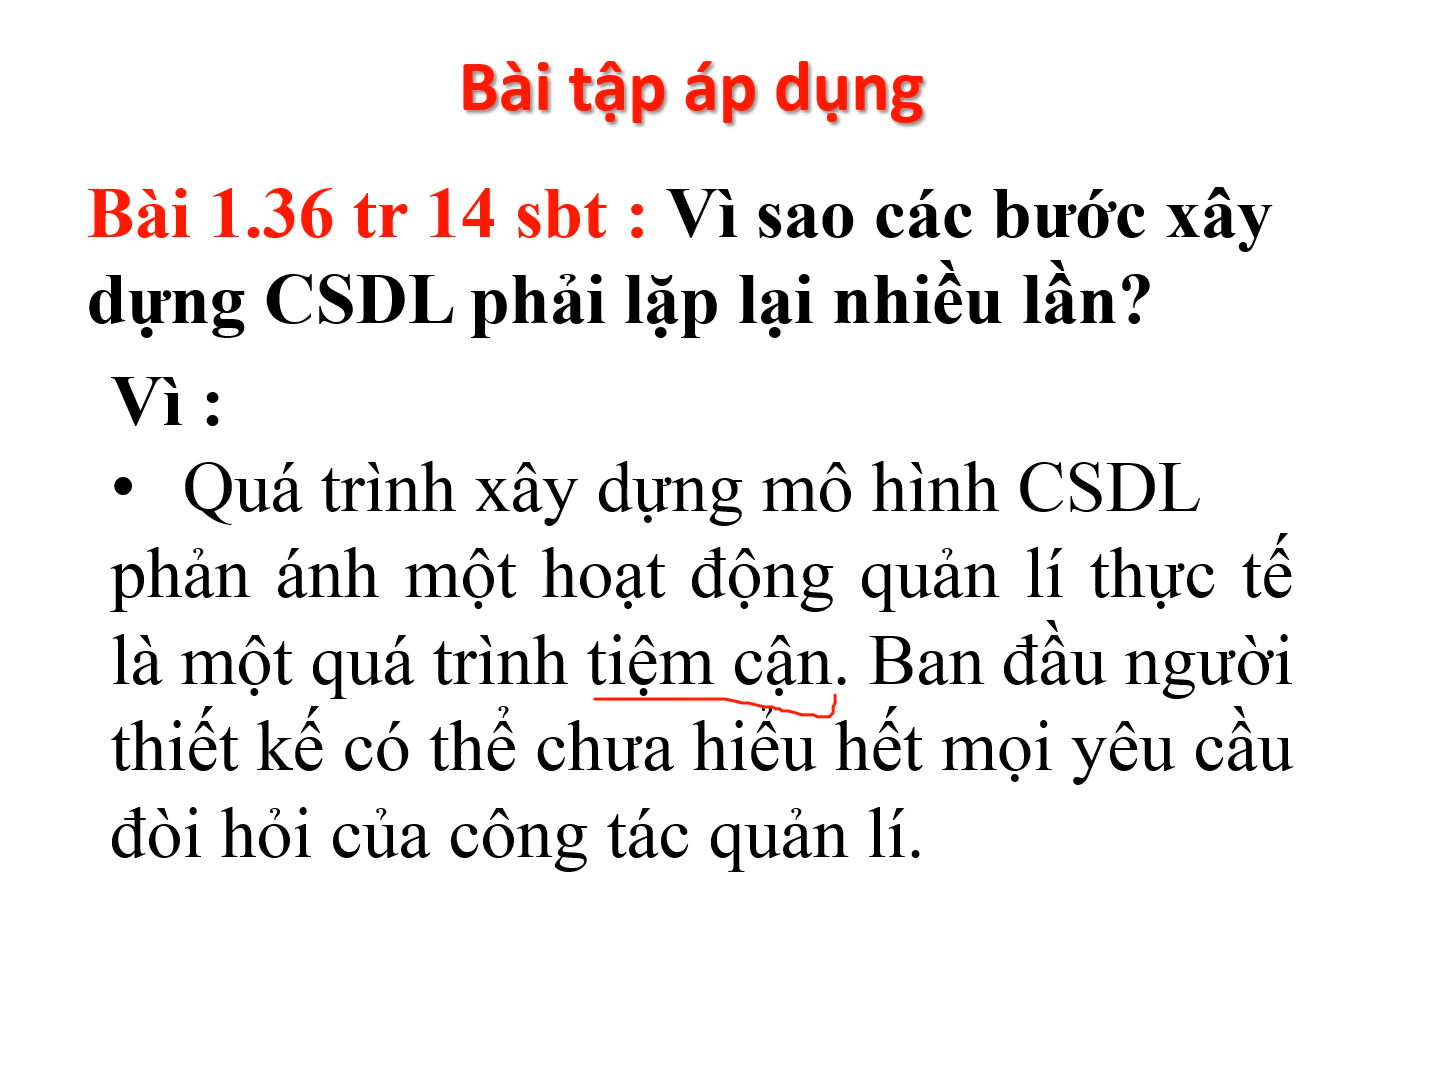 Bài tập áp dụng
Bài 1.36 tr 14 sbt : Vì sao các bước xây
dựng CSDL phải lặp lại nhiều lần?
Vì :
• Quá trình xây dựng mô hình CSDL
phản ánh một hoạt động quản lí thực tế
là một quá trình tiệm cận. Ban đầu người
thiết kế có thể chưa hiểu hết mọi yêu cầu
đòi hỏi của công tác quản lí.